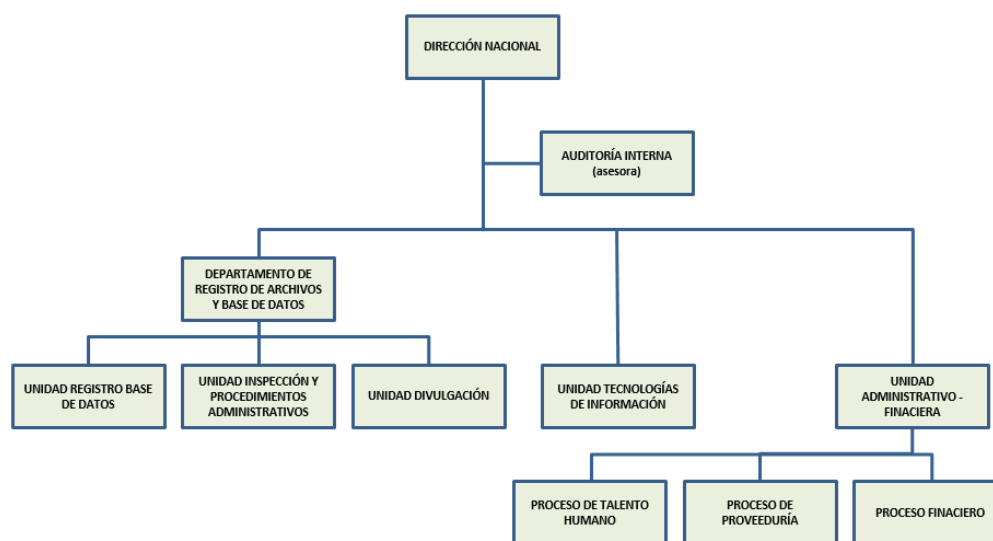 DIRECCIÓN NACIONAL
AUDITORÍA INTERNA
(asesora)
DEPARTAMENTO DE
REGISTRO DE ARCHIVOS
Y BASE DE DATOS
UNIDAD REGISTRO BASE
DE DATOS
UNIDAD INSPECCIÓN Y
PROCEDIMIENTOS
ADMINISTRATIVOS
UNIDAD DIVULGACIÓN
UNIDAD TECNOLOGÍAS
DE INFORMACIÓN
UNIDAD
ADMINISTRATIVO -
FINACIERA
PROCESO DE TALENTO
HUMANO
PROCESO DE
PROVEEDURÍA
PROCESO FINACIERO